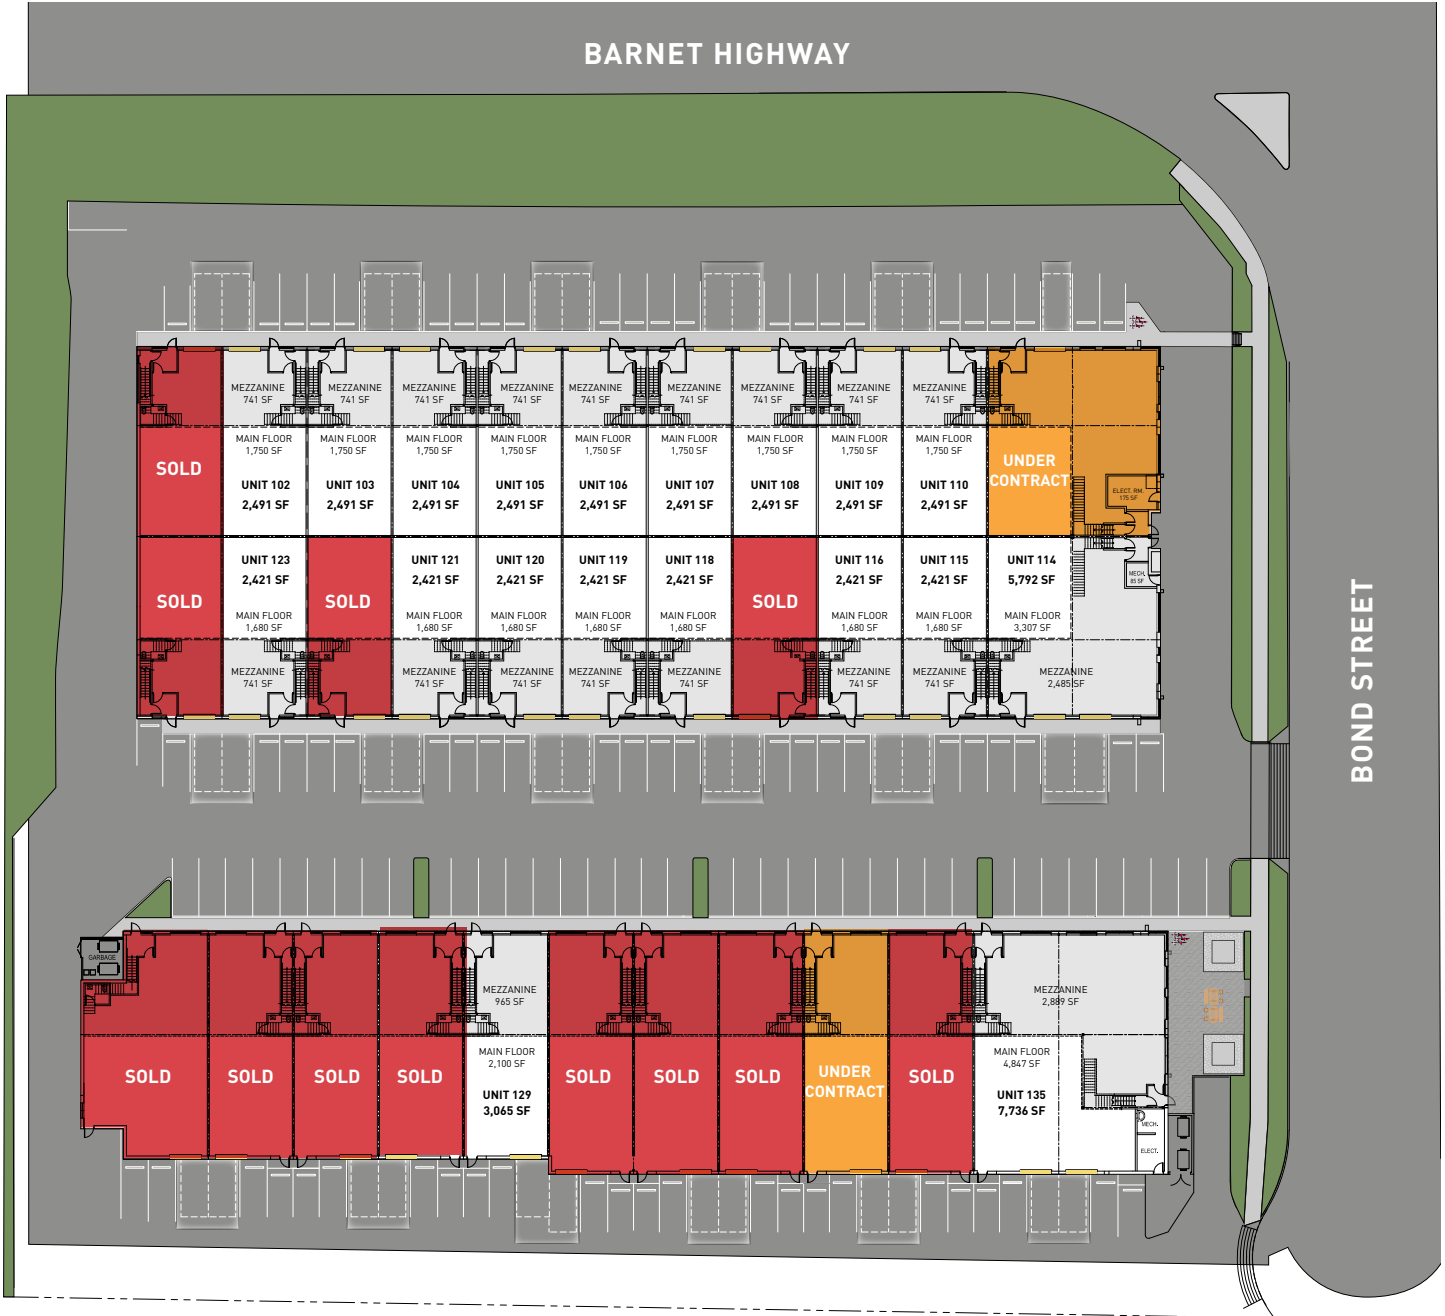 BARNET HIGHWAY
MEZZANINE
741 SF
MEZZANINE
741 SF
MEZZANINE
741 SF
MEZZANINE
741 SF
MEZZANINE
741 SF
MEZZANINE
741 SF
MEZZANINE
741 SF
MEZZANINE
741 SF
MEZZANINE
741 SF
SOLD
MAIN FLOOR
1,750 SF
UNIT 102
2,491 SF
MAIN FLOOR
1,750 SF
UNIT 103
2,491 SF
MAIN FLOOR
1,750 SF
UNIT 104
2,491 SF
MAIN FLOOR
1,750 SF
UNIT 105
2,491 SF
MAIN FLOOR
1,750 SF
UNIT 106
2,491 SF
MAIN FLOOR
1,750 SF
UNIT 107
2,491 SF
MAIN FLOOR
1,750 SF
UNIT 108
2,491 SF
MAIN FLOOR
1,750 SF
UNIT 109
2,491 SF
MAIN FLOOR
1,750 SF
UNIT 110
2,491 SF
UNDER
CONTRACT
ELECT. RM.
175 SF
SOLD
UNIT 123
2,421 SF
MAIN FLOOR
1,680 SF
SOLD
UNIT 121
2,421 SF
MAIN FLOOR
1,680 SF
UNIT 120
2,421 SF
MAIN FLOOR
1,680 SF
UNIT 119
2,421 SF
MAIN FLOOR
1,680 SF
UNIT 118
2,421 SF
MAIN FLOOR
1,680 SF
SOLD
UNIT 116
2,421 SF
MAIN FLOOR
1,680 SF
UNIT 115
2,421 SF
MAIN FLOOR
1,680 SF
UNIT 114
5,792 SF
MAIN FLOOR
3,307 SF
MECH.
85 SF
MEZZANINE
741 SF
MEZZANINE
741 SF
MEZZANINE
741 SF
MEZZANINE
741 SF
MEZZANINE
741 SF
MEZZANINE
741 SF
MEZZANINE
741 SF
MEZZANINE
2,485 SF
BOND STREET
GARBAGE
MEZZANINE
965 SF
MEZZANINE
2,889 SF
SOLD
SOLD
SOLD
SOLD
MAIN FLOOR
2,100 SF
UNIT 129
3,065 SF
SOLD
SOLD
SOLD
UNDER
CONTRACT
SOLD
MAIN FLOOR
4,847 SF
UNIT 135
7,736 SF
MECH.
ELECT.